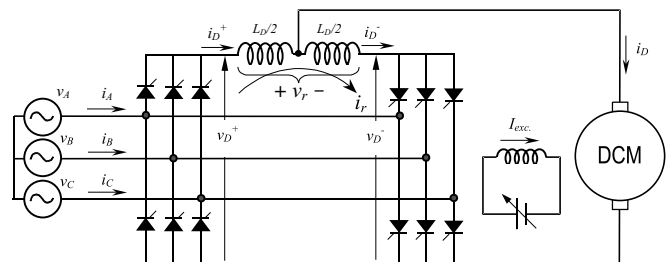 i_D^+ L_D/2 L_D/2 i_D^-
i_D
+ v_r −
i_r
v_A i_A
v_D^+ v_D^-
v_B i_B
v_C i_C
I_exc.
DCM